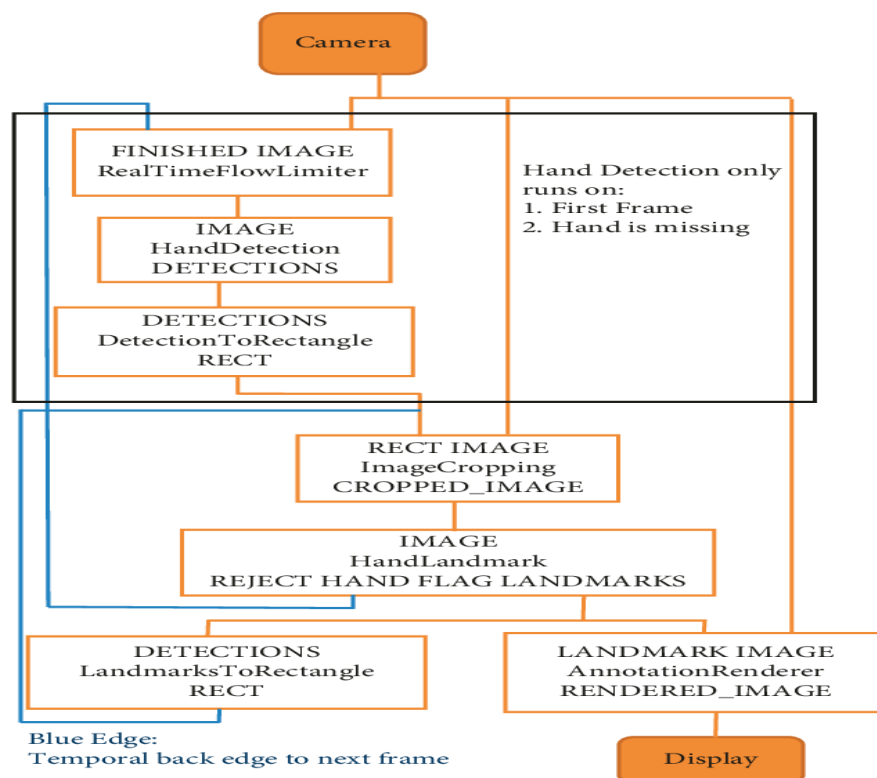 Camera
FINISHED IMAGE
RealTimeFlowLimiter
Hand Detection only
runs on:
1. First Frame
2. Hand is missing
IMAGE
HandDetection
DETECTIONS
DETECTIONS
DetectionToRectangle
RECT
RECT IMAGE
ImageCropping
CROPPED_IMAGE
IMAGE
HandLandmark
REJECT HAND FLAG LANDMARKS
DETECTIONS
LandmarksToRectangle
RECT
LANDMARK IMAGE
AnnotationRenderer
RENDERED_IMAGE
Blue Edge:
Temporal back edge to next frame
Display